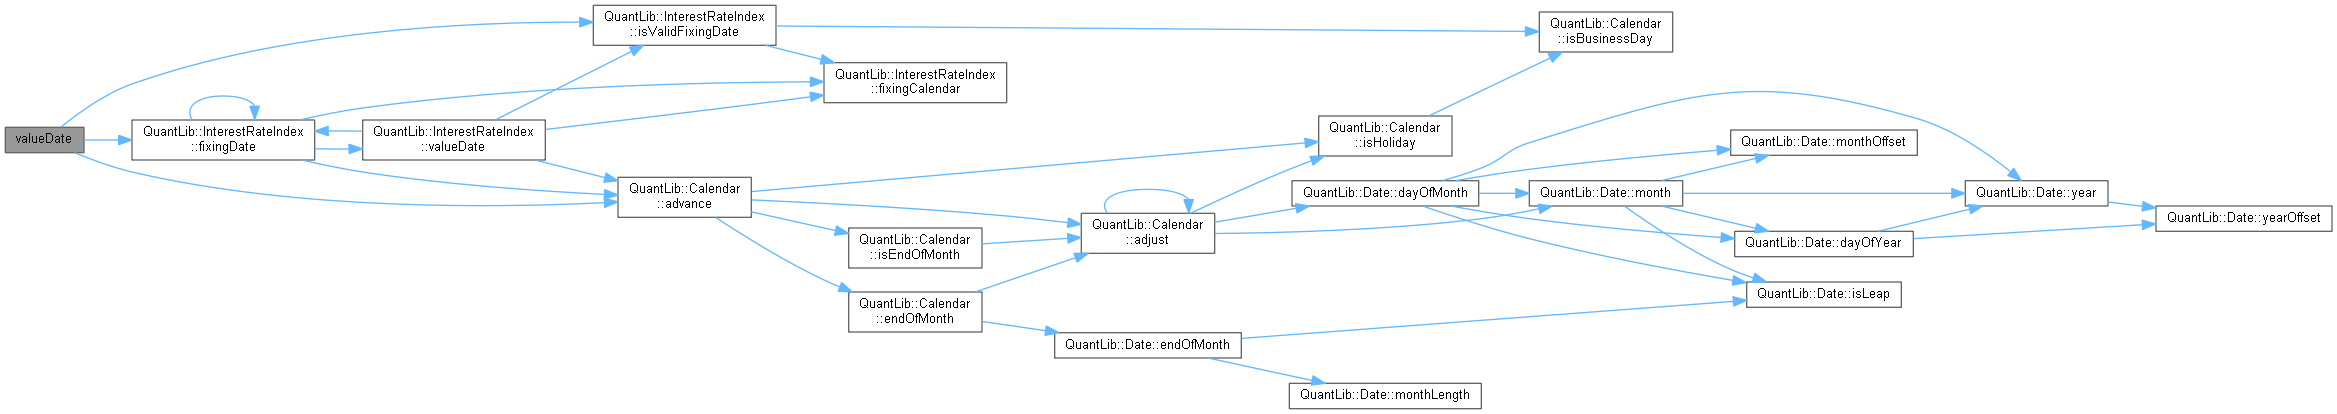 valueDate
QuantLib::InterestRateIndex
::fixingDate
QuantLib::InterestRateIndex
::valueDate
QuantLib::InterestRateIndex
::isValidFixingDate
QuantLib::Calendar
::advance
QuantLib::InterestRateIndex
::fixingCalendar
QuantLib::Calendar
::isEndOfMonth
QuantLib::Calendar
::endOfMonth
QuantLib::Calendar
::adjust
QuantLib::Date::endOfMonth
QuantLib::Calendar
::isHoliday
QuantLib::Date::dayOfMonth
QuantLib::Date::monthLength
QuantLib::Calendar
::isBusinessDay
QuantLib::Date::month
QuantLib::Date::monthOffset
QuantLib::Date::dayOfYear
QuantLib::Date::isLeap
QuantLib::Date::year
QuantLib::Date::yearOffset